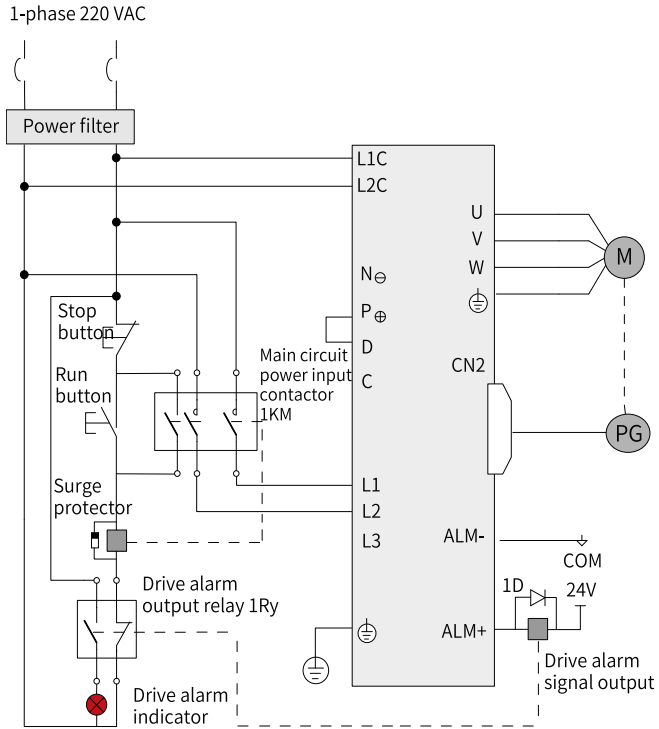 1-phase 220 VAC
Power filter
L1C
L2C
U
V
W
M
N⊖
P⊕
D
C
CN2
PG
Stop
button
Run
button
Main circuit
power input
contactor
1KM
Surge
protector
L1
L2
L3
ALM-
COM
Drive alarm
output relay 1Ry
1D
24V
ALM+
Drive alarm
signal output
Drive alarm
indicator